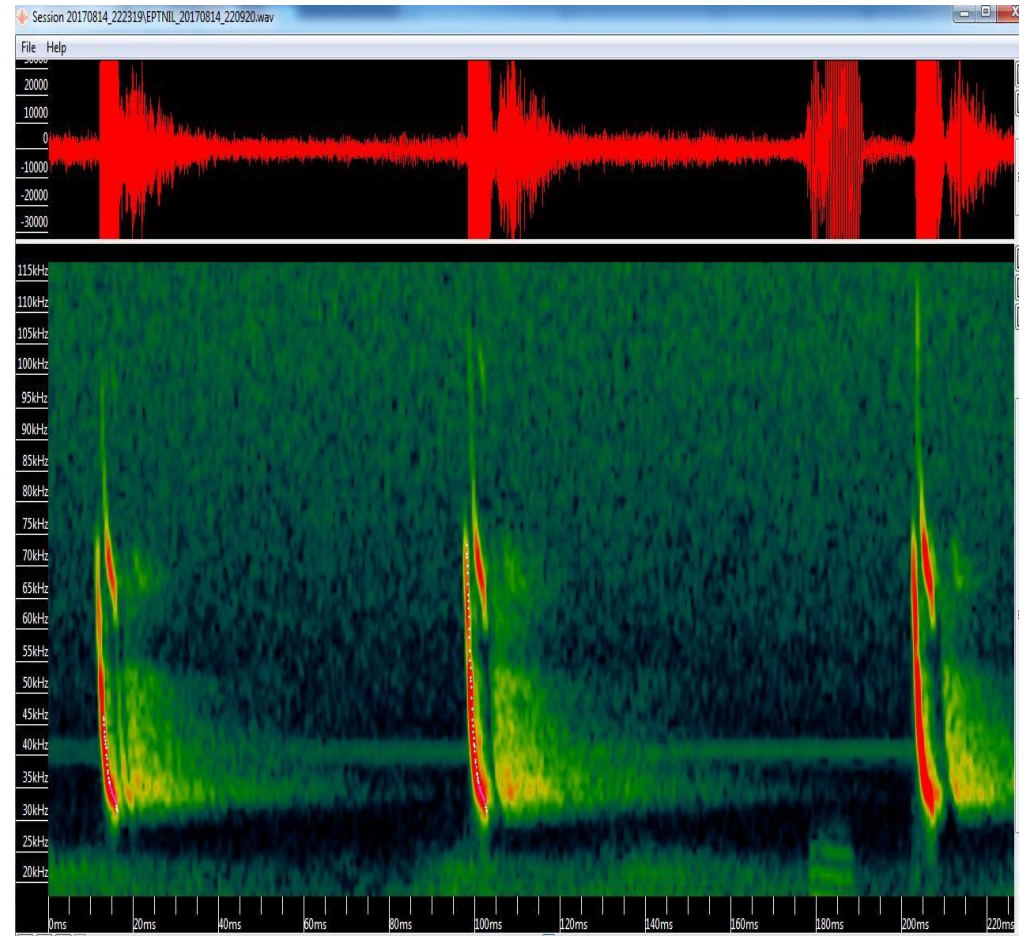 Session 20170814_222319\EPTNIL_20170814_220920.wav
File Help
20000
10000
0
-10000
-20000
-30000
115kHz
110kHz
105kHz
100kHz
95kHz
90kHz
85kHz
80kHz
75kHz
70kHz
65kHz
60kHz
55kHz
50kHz
45kHz
40kHz
35kHz
30kHz
25kHz
20kHz
0ms 20ms 40ms 60ms 80ms 100ms 120ms 140ms 160ms 180ms 200ms 220ms